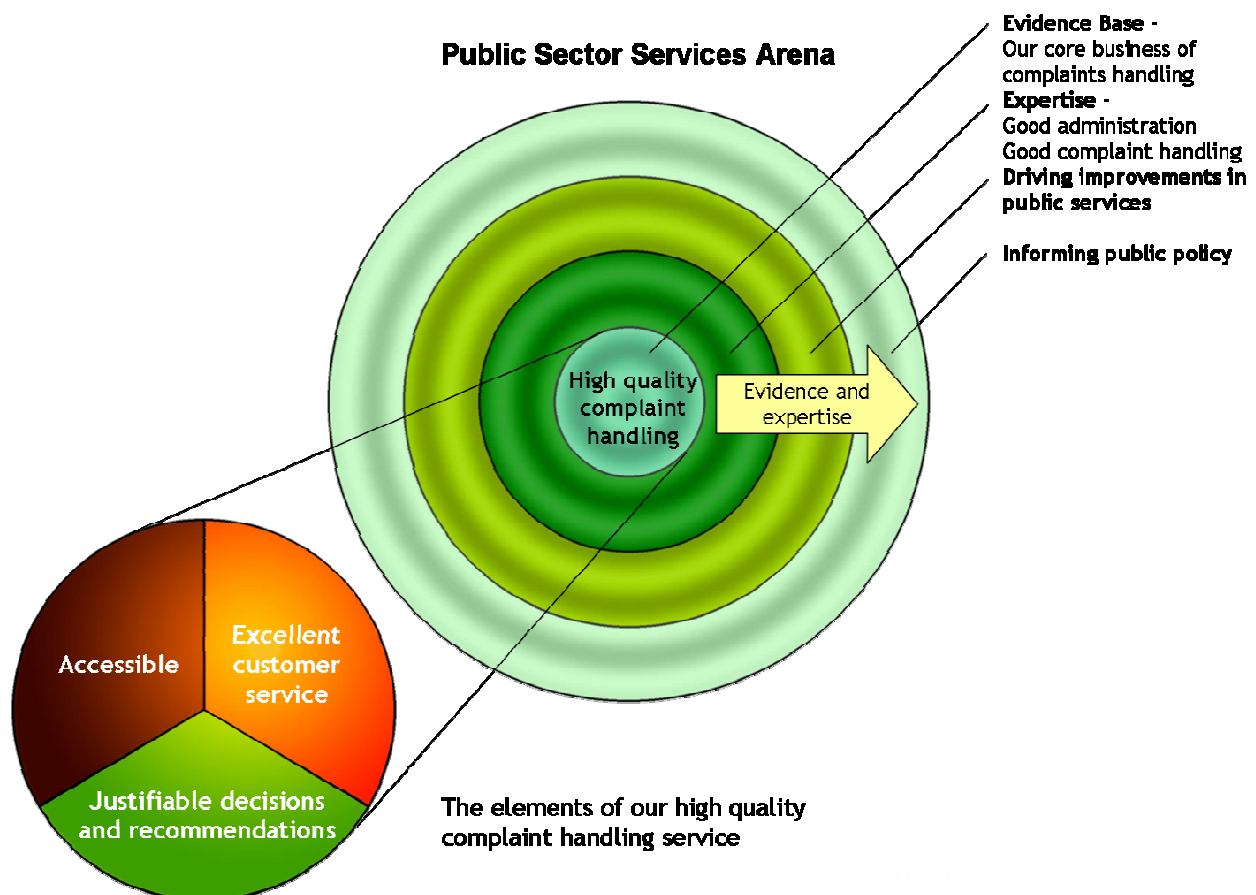 Public Sector Services Arena
Evidence Base -
Our core business of
complaints handling
Expertise -
Good administration
Good complaint handling
Driving improvements in
public services
Informing public policy
High quality
complaint
handling
Evidence and
expertise
Accessible
Excellent
customer
service
Justifiable decisions
and recommendations
The elements of our high quality
complaint handling service